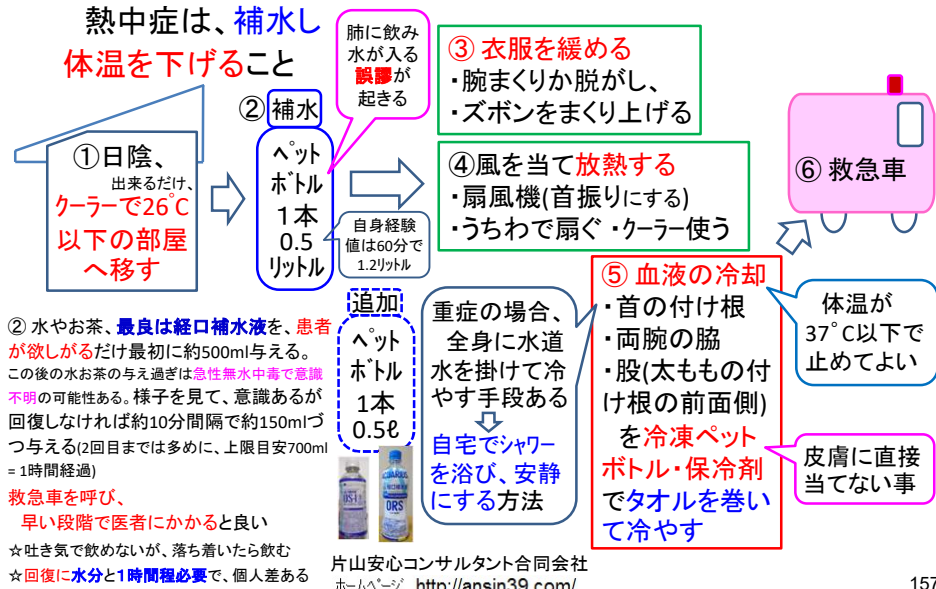 熱中症は、補水し
体温を下げること
①日陰、
出来るだけ、
クーラーで26°C
以下の部屋
へ移す
②補水
ペット
ボトル
1本
0.5
リットル
肺に飲み
水が入る
誤謬が
起きる
自身経験
値は60分で
1.2リットル
③ 衣服を緩める
・腕まくりか脱がし、
・ズボンをまくり上げる
④風を当て放熱する
・扇風機(首振りにする)
・うちわで扇ぐ ・クーラー使う
⑤ 血液の冷却
・首の付け根
・両腕の脇
・股(太ももの付
け根の前面側)
を冷凍ペット
ボトル・保冷剤
でタオルを巻い
て冷やす
⑥ 救急車
体温が
37°C以下で
止めてよい
皮膚に直接
当てない事
追加
ペット
ボトル
1本
0.5ℓ
OS-1
AQUARIUS
ORS
重症の場合、
全身に水道
水を掛けて冷
やす手段ある
自宅でシャワー
を浴び、安静
にする方法
② 水やお茶、最良は経口補水液を、患者
が欲しがるだけ最初に約500ml与える。
この後の水お茶の与え過ぎは急性無水中毒で意識
不明の可能性ある。様子を見て、意識あるが
回復しなければ約10分間隔で約150mlづ
つ与える(2回目までは多めに、上限目安700ml
= 1時間経過)
救急車を呼び、
早い段階で医者にかかると良い
☆吐き気で飲めないが、落ち着いたら飲む
☆回復に水分と1時間程必要で、個人差ある
片山安心コンサルタント合同会社
ホームページ http://ansin39.com/
157